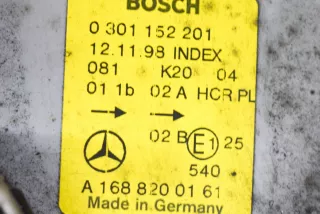 BOSCH
0 301 152 201
12.11.98 INDEX
081 K20 04
01 1b 02 A HCR PL
02 B E1 25
540
A 168 820 01 61
Made in Germany